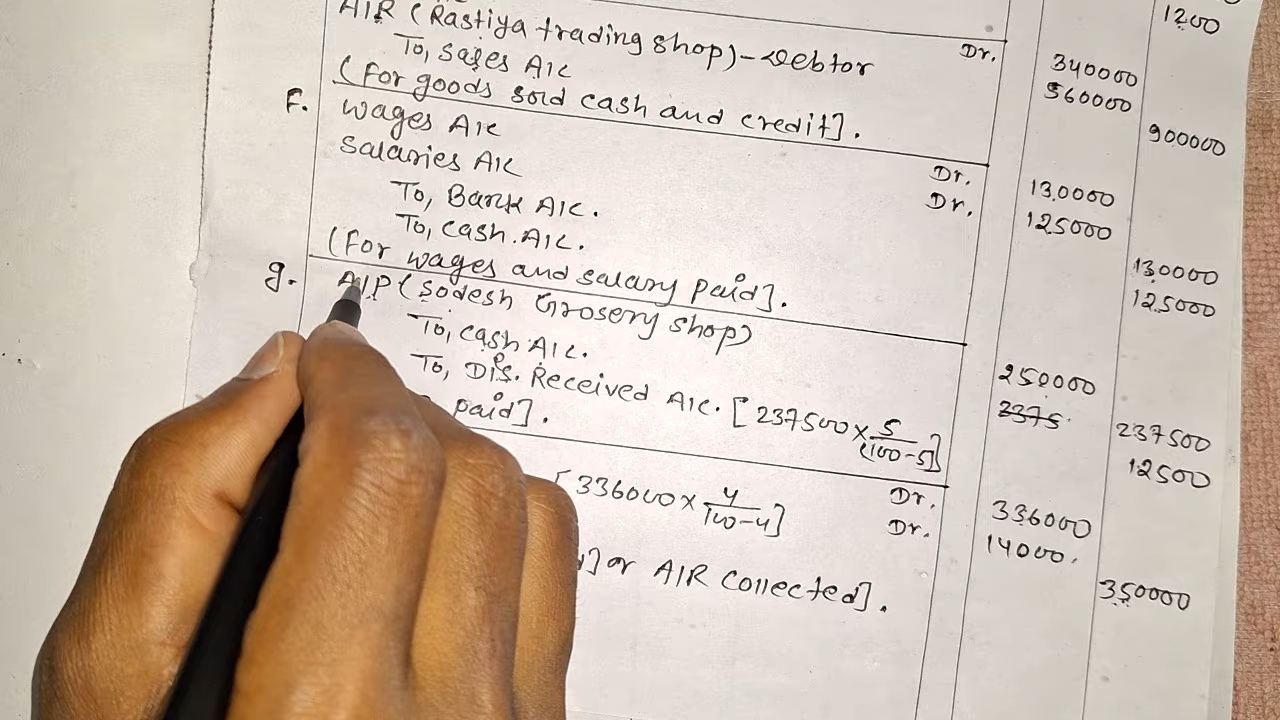 1200
A/R (Rastiya trading shop)-Debtor Dr. 340000
To, Sales A/C 560000
(For goods sold cash and credit]. 900000
F. Wages A/C Dr. 130000
Salaries A/C Dr. 125000
To, Bank A/C. 130000
To, cash A/C. 125000
(For wages and salary paid].
g. A/P (Sodesh Grosery shop) 250000
To, cash A/C. 2375 237500
To, Dis. Received A/C. [237500×5/(100-5)] 12500
paid].
Dr. 336000
[336000×4/100-4] Dr. 14000.
350000
] or A/R collected].